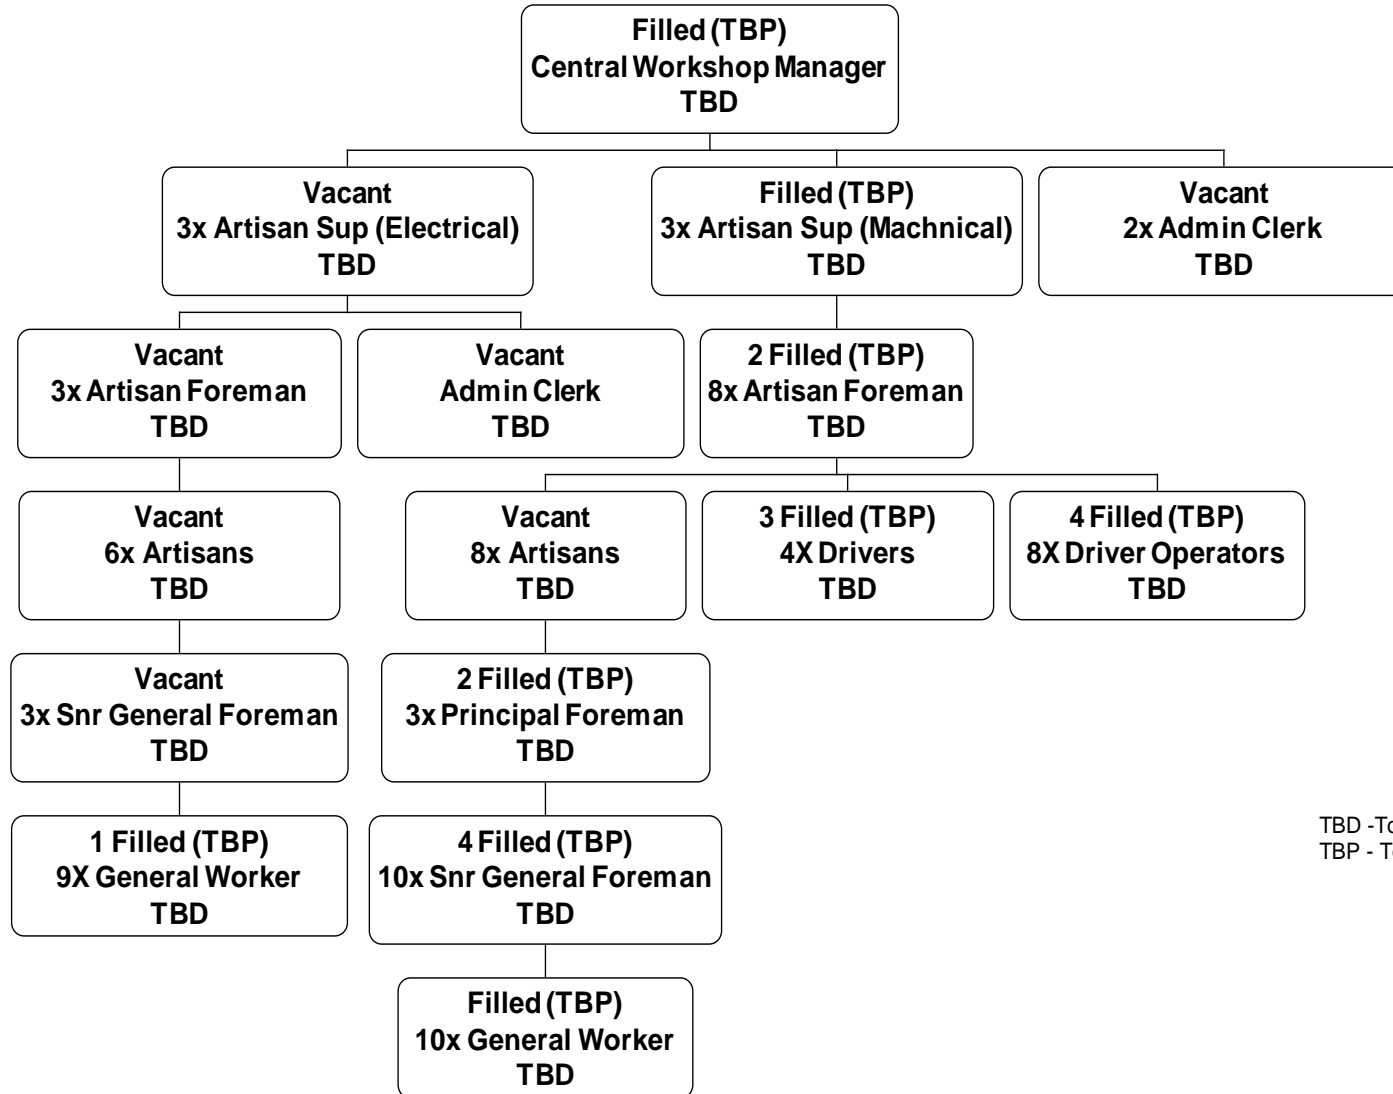 Filled (TBP)
Central Workshop Manager
TBD
Vacant
3x Artisan Sup (Electrical)
TBD
Filled (TBP)
3x Artisan Sup (Machnical)
TBD
Vacant
2x Admin Clerk
TBD
Vacant
3x Artisan Foreman
TBD
Vacant
Admin Clerk
TBD
2 Filled (TBP)
8x Artisan Foreman
TBD
Vacant
6x Artisans
TBD
Vacant
8x Artisans
TBD
3 Filled (TBP)
4X Drivers
TBD
4 Filled (TBP)
8X Driver Operators
TBD
Vacant
3x Snr General Foreman
TBD
2 Filled (TBP)
3x Principal Foreman
TBD
1 Filled (TBP)
9X General Worker
TBD
4 Filled (TBP)
10x Snr General Foreman
TBD
Filled (TBP)
10x General Worker
TBD
TBD -
TBP -